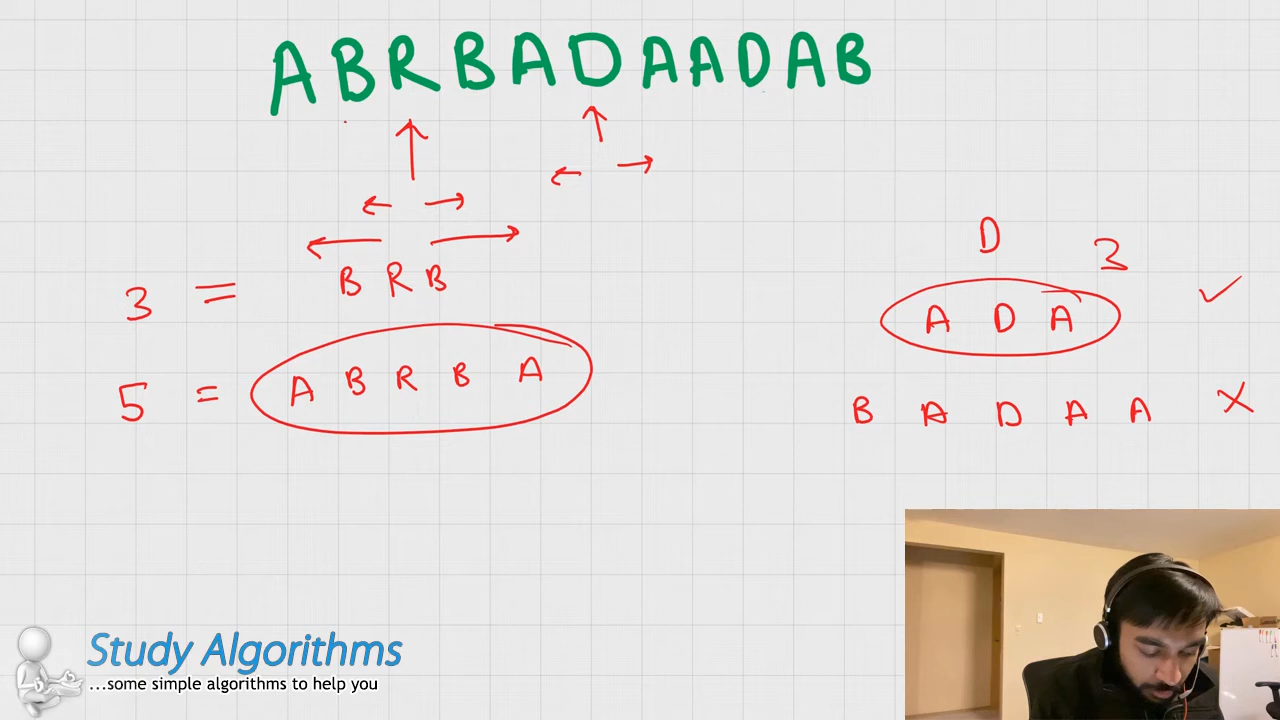 ABRBADAADAB
D
3
3 = B R B
A D A
5 = A B R B A
B A D A A
Study Algorithms
...some simple algorithms to help you